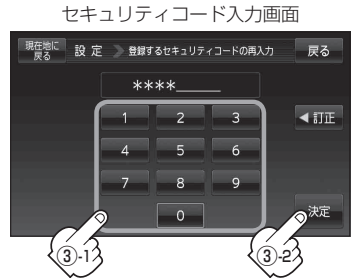 セキュリティコード入力画面
現在地に
戻る
設 定
登録するセキュリティコードの再入力
戻る
****____
1 2 3
◀訂正
4 5 6
7 8 9
0
決定
③-1
③-2